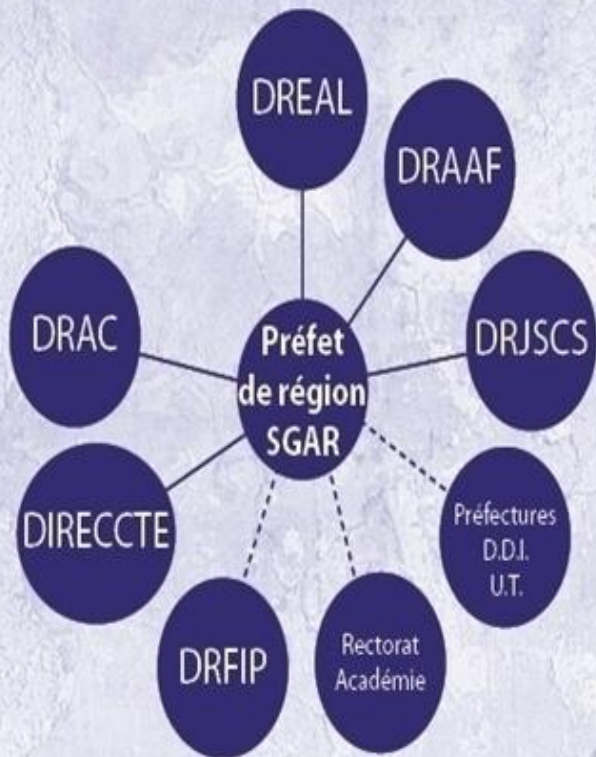 DREAL
DRAAF
DRAC
DRJSCS
Préfet
de région
SGAR
DIRECCTE
Préfectures
D.D.I.
U.T.
DRFIP
Rectorat
Académie